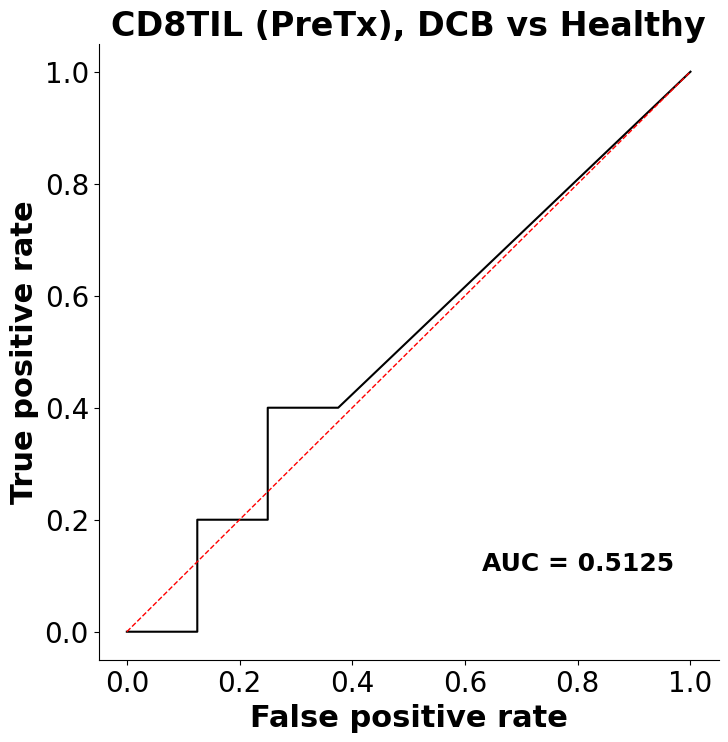 CD8TIL (PreTx), DCB vs Healthy
True positive rate
1.0
0.8
0.6
0.4
0.2
0.0
AUC = 0.5125
0.0 0.2 0.4 0.6 0.8 1.0
False positive rate